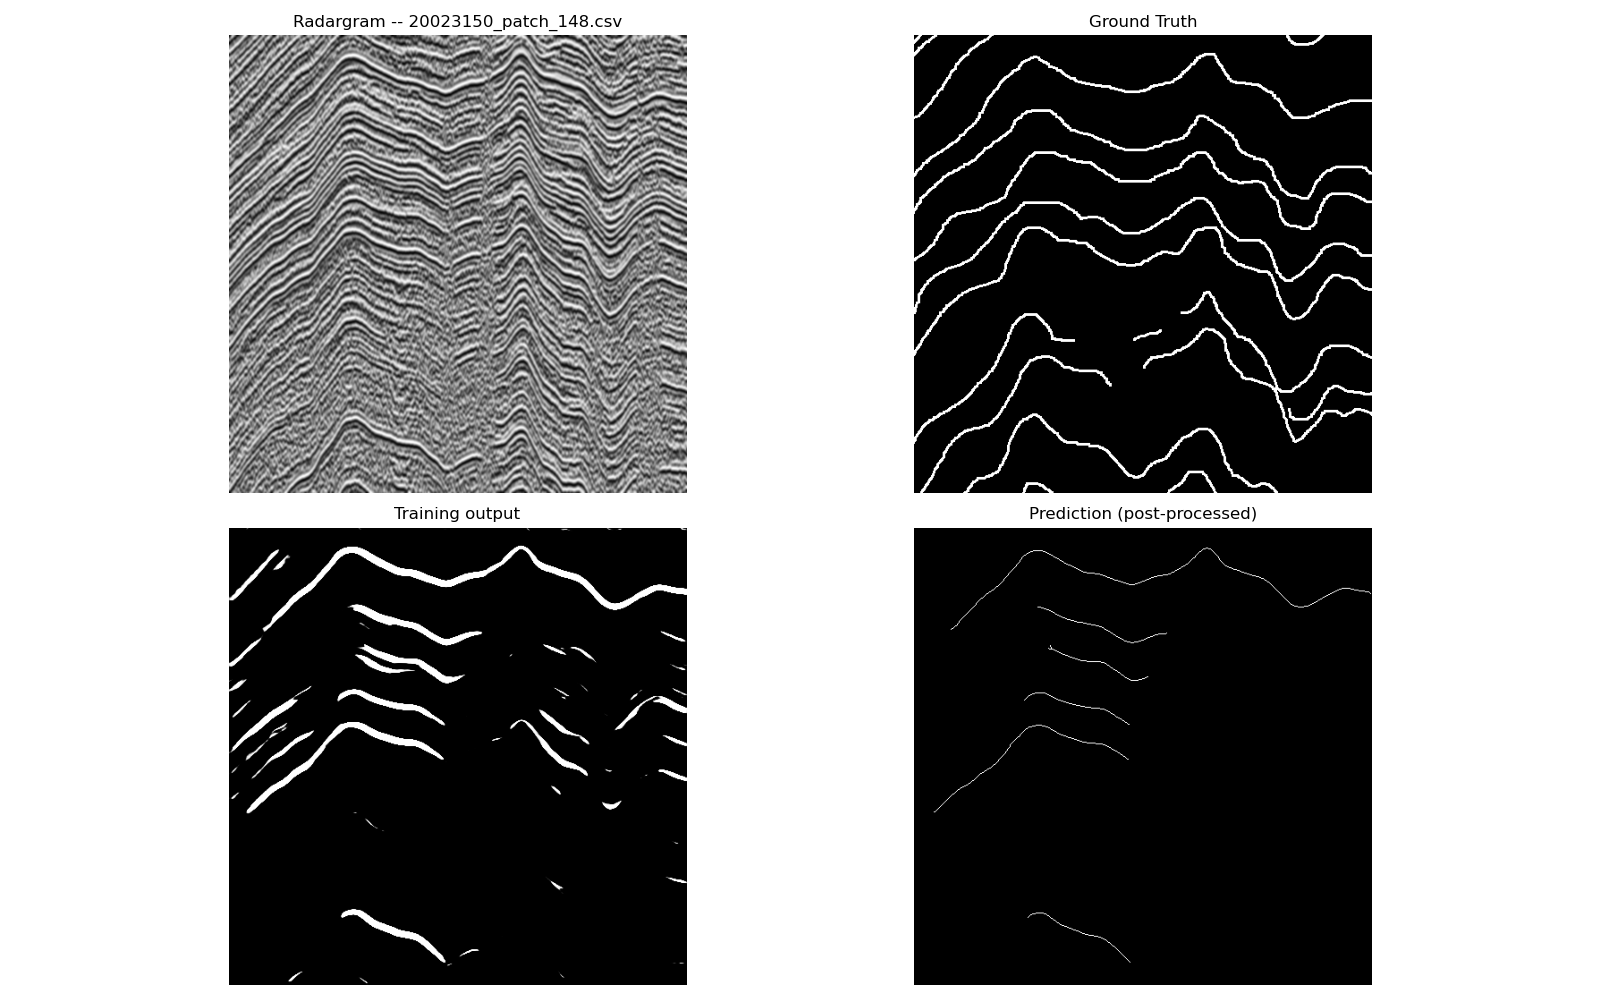 Radargram -- 20023150_patch_148.csv
Ground Truth
Training output
Prediction (post-processed)